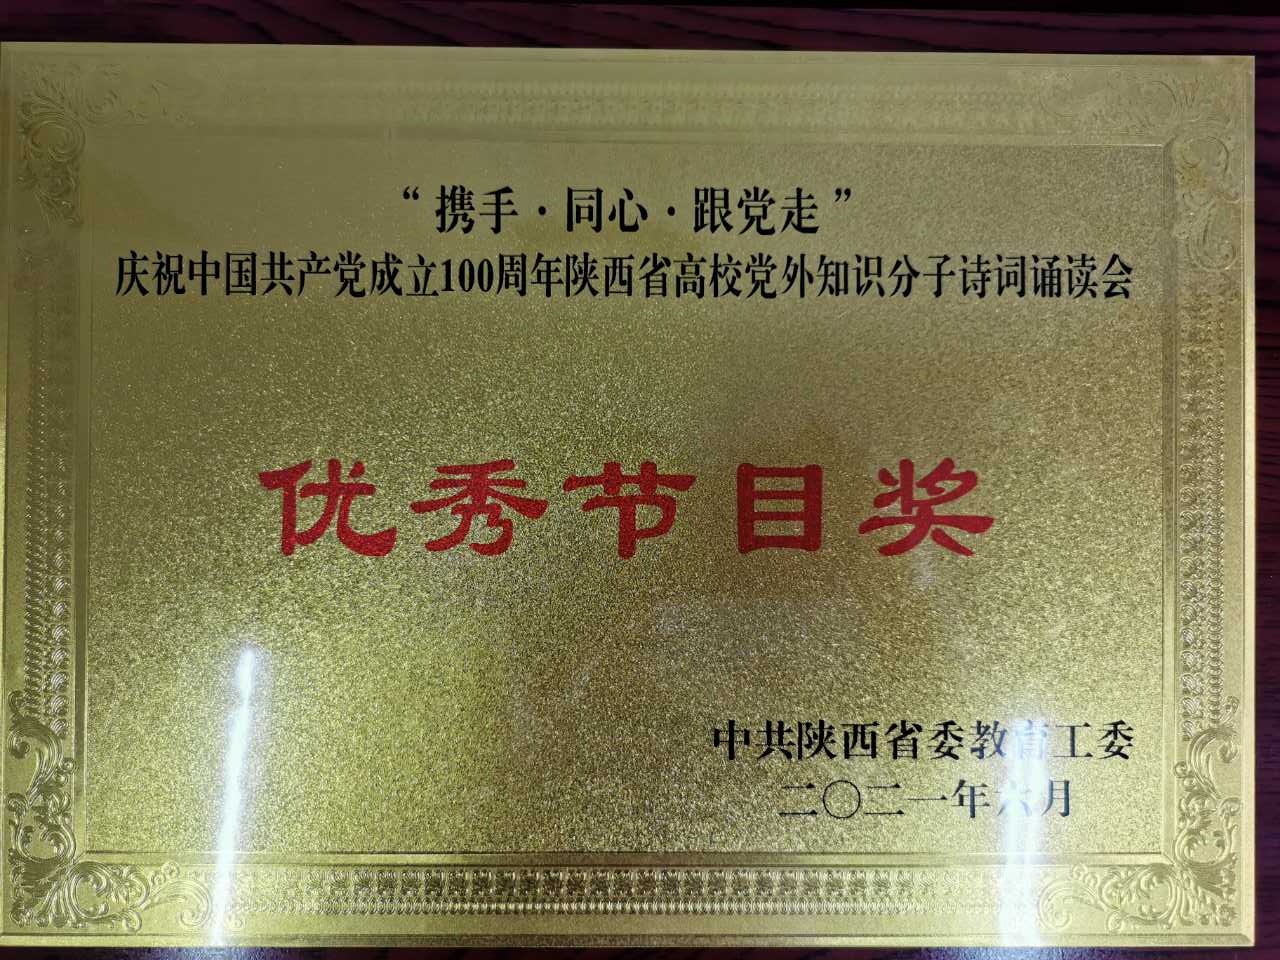 “携手·同心·跟党走”
庆祝中国共产党成立100周年陕西省高校党外知识分子诗词诵读会
优秀节目奖
中共陕西省委教育工委
二〇二一年六月